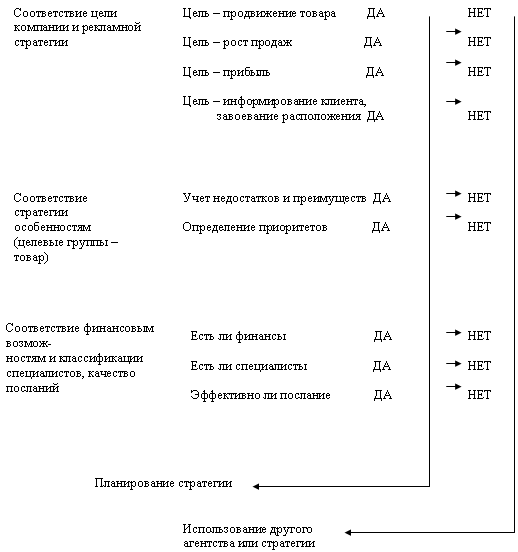 Соответствие цели
компании и рекламной
стратегии
Цель – продвижение товара ДА НЕТ
Цель – рост продаж ДА НЕТ
Цель – прибыль ДА НЕТ
Цель – информирование клиента,
завоевание расположения ДА НЕТ
Соответствие
стратегии
особенностям
(целевые группы –
товар)
Учет недостатков и преимуществ ДА НЕТ
Определение приоритетов ДА НЕТ
Соответствие финансовым
возмож-
ностям и классификации
специалистов, качество
посланий
Есть ли финансы ДА НЕТ
Есть ли специалисты ДА НЕТ
Эффективно ли послание ДА НЕТ
Планирование стратегии
Использование другого
агентства или стратегии